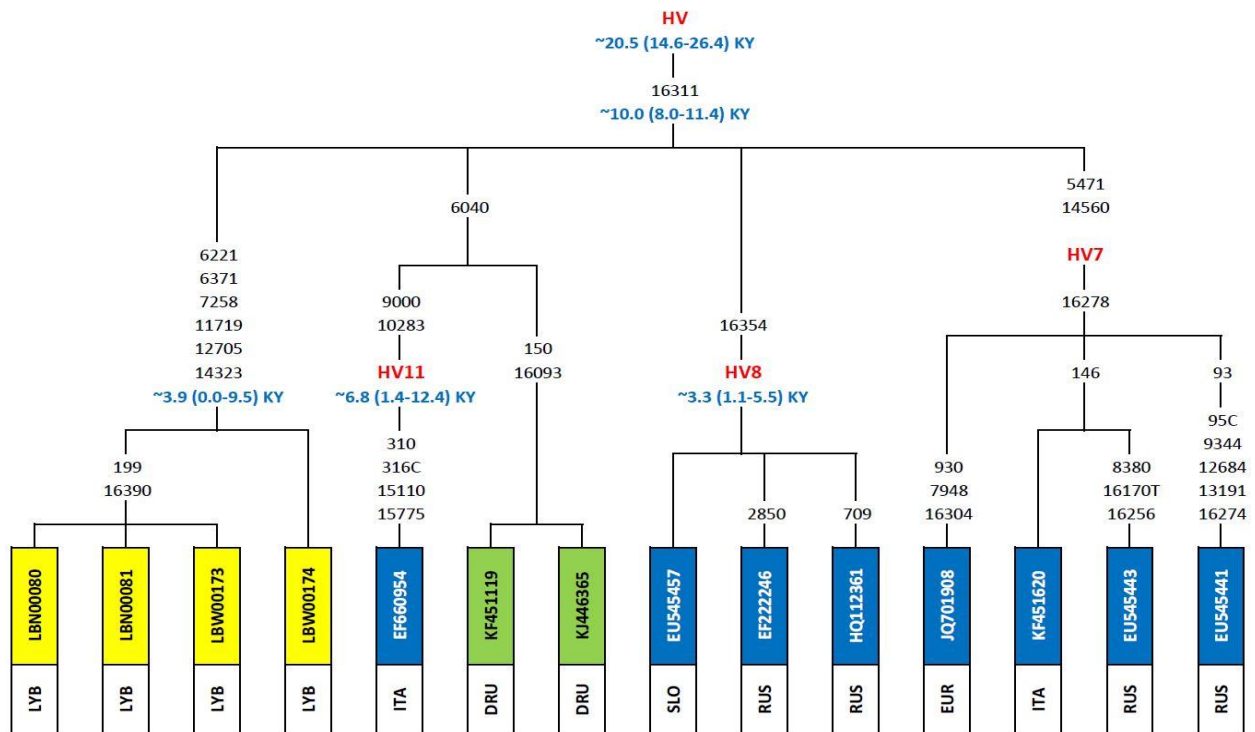 HV
~20.5 (14.6-26.4) KY
16311
~10.0 (8.0-11.4) KY
6221
6371
7258
11719
12705
14323
~3.9 (0.0-9.5) KY
199
16390
6040
9000
10283
HV11
~6.8 (1.4-12.4) KY
310
316C
15110
15775
150
16093
16354
HV8
~3.3 (1.1-5.5) KY
2850
709
5471
14560
HV7
16278
930
7948
16304
146
8380
16170T
16256
93
95C
9344
12684
13191
16274
LBN00080
LBN00081
LBW00173
LBW00174
EF660954
KF451119
KJ446365
EU545457
EF222246
HQ112361
JQ701908
KF451620
EU545443
EU545441
LYB
LYB
LYB
LYB
ITA
DRU
DRU
SLO
RUS
RUS
EUR
ITA
RUS
RUS